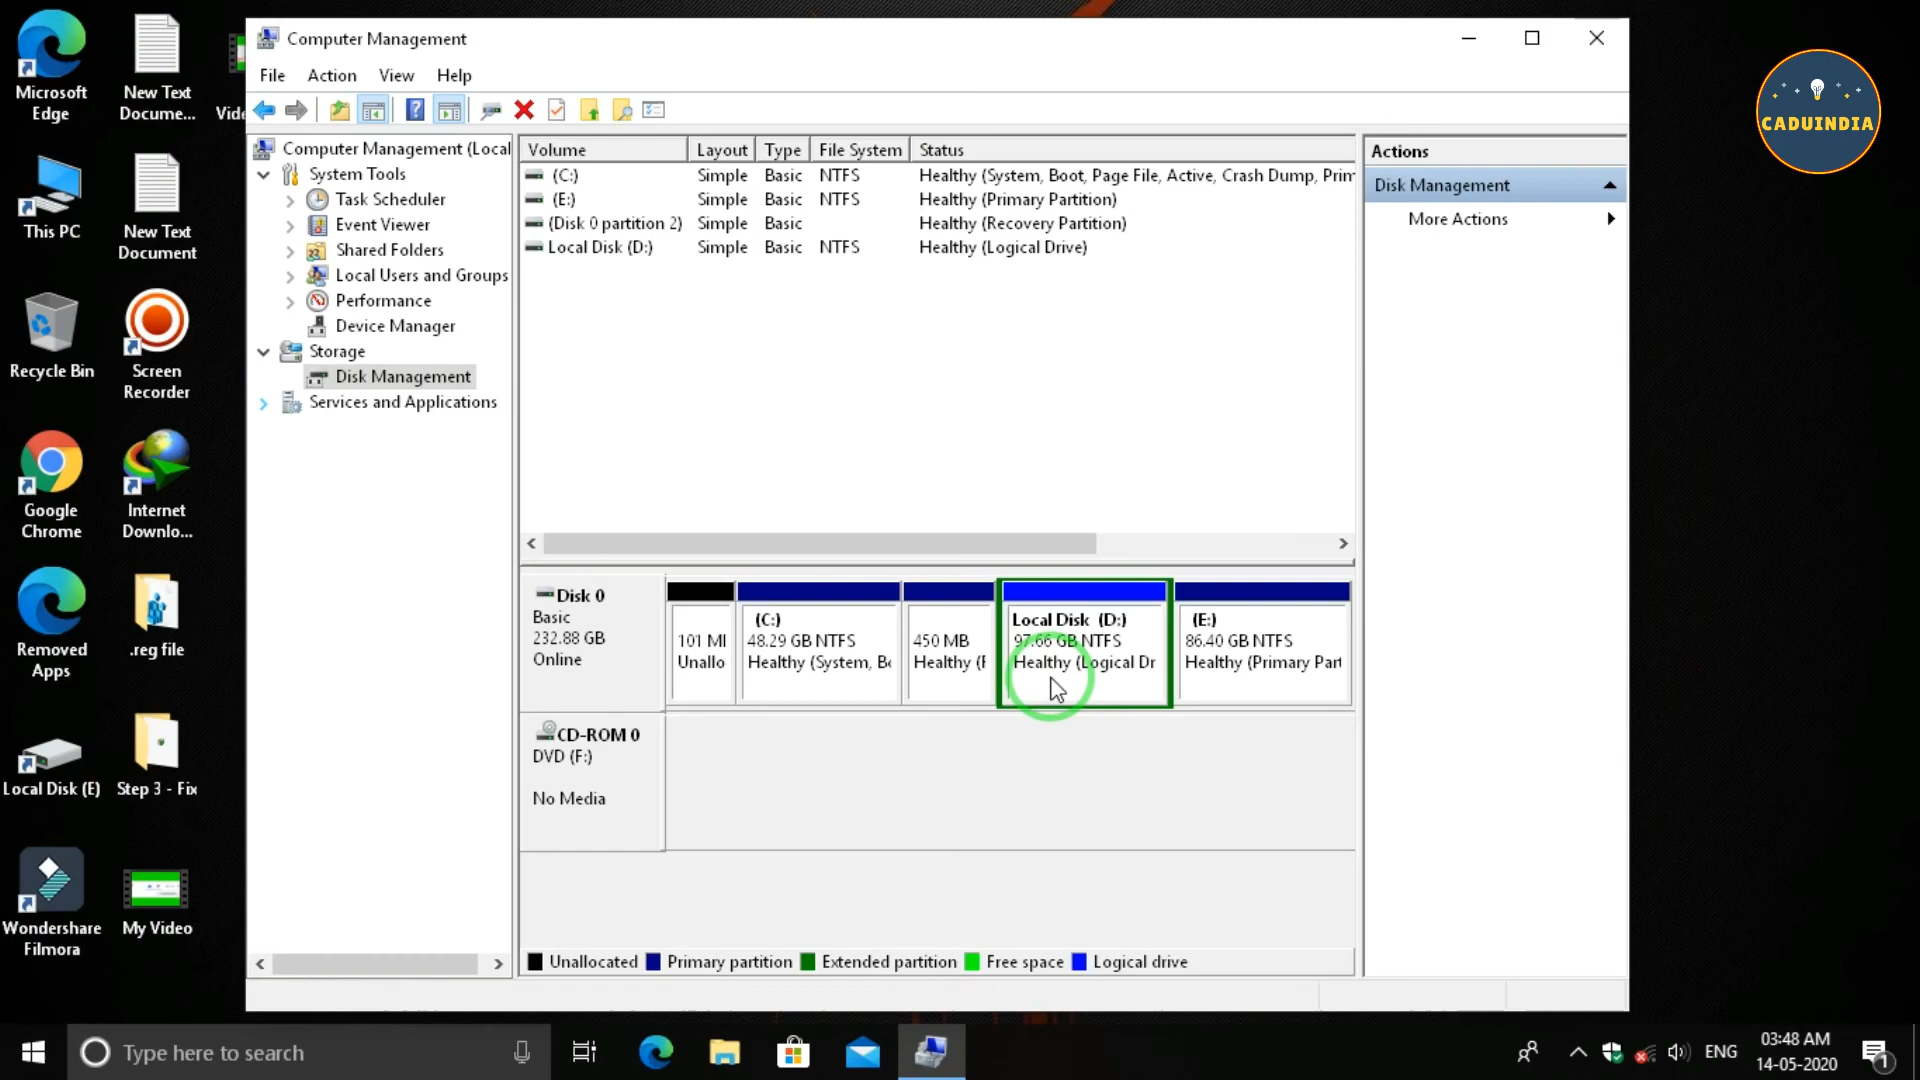 Microsoft
Edge
New Text
Docume...
Vide
This PC
New Text
Document
Recycle Bin
Screen
Recorder
Google
Chrome
Internet
Downlo...
Removed
Apps
.reg file
Local Disk (E)
Step 3 - Fix
Wondershare
Filmora
My Video
Computer Management
File Action View Help
Computer Management (Local
System Tools
Task Scheduler
Event Viewer
Shared Folders
Local Users and Groups
Performance
Device Manager
Storage
Disk Management
Services and Applications
Volume Layout Type File System Status
(C:) Simple Basic NTFS Healthy (System, Boot, Page File, Active, Crash Dump, Prim
(E:) Simple Basic NTFS Healthy (Primary Partition)
(Disk 0 partition 2) Simple Basic Healthy (Recovery Partition)
Local Disk (D:) Simple Basic NTFS Healthy (Logical Drive)
Disk 0
Basic
232.88 GB
Online
101 MI
Unallo
(C:)
48.29 GB NTFS
Healthy (System, Bo
450 MB
Healthy (F
Local Disk (D:)
97.66 GB NTFS
Healthy (Logical Dr
(E:)
86.40 GB NTFS
Healthy (Primary Part
CD-ROM 0
DVD (F:)
No Media
Unallocated Primary partition Extended partition Free space Logical drive
Actions
Disk Management
More Actions
CADUINDIA
Type here to search
ENG
03:48 AM
14-05-2020
1